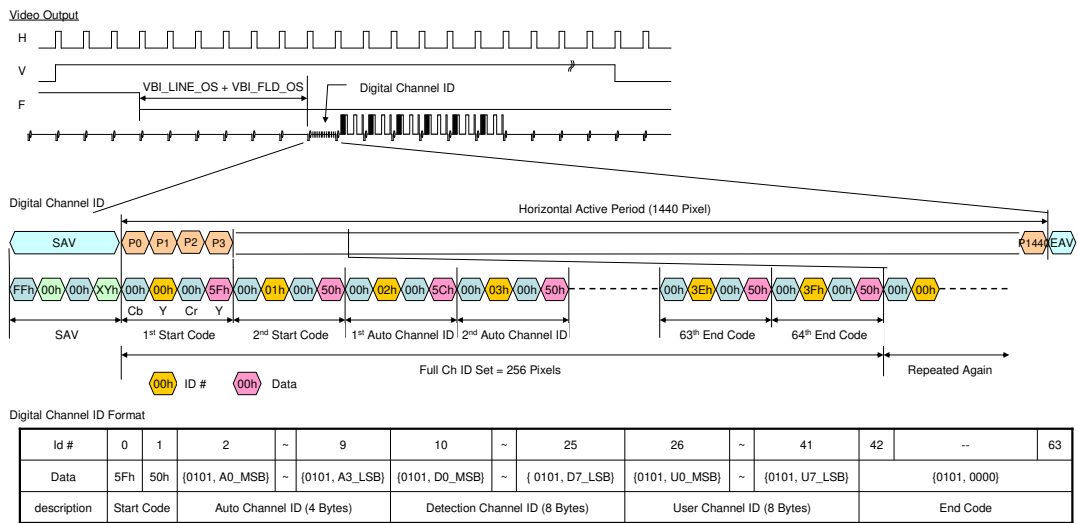 Video Output
H
V
VBI_LINE_OS + VBI_FLD_OS
Digital Channel ID
F
Digital Channel ID
Horizontal Active Period (1440 Pixel)
SAV P0 P1 P2 P3 P1440 EAV
FFh 00h 00h XYh 00h 00h 00h 5Fh 00h 01h 00h 50h 00h 02h 00h 5Ch 00h 03h 00h 50h 00h 3Eh 00h 50h 00h 3Fh 00h 50h 00h 00h
Cb Y Cr Y
SAV 1st Start Code 2nd Start Code 1st Auto Channel ID 2nd Auto Channel ID 63th End Code 64th End Code
Full Ch ID Set = 256 Pixels Repeated Again
00h ID # 00h Data
Digital Channel ID Format
Id # 0 1 2 ~ 9 10 ~ 25 26 ~ 41 42 -- 63
Data 5Fh 50h {0101, A0_MSB} ~ {0101, A3_LSB} {0101, D0_MSB} ~ { 0101, D7_LSB} {0101, U0_MSB} ~ {0101, U7_LSB} {0101, 0000}
description Start Code Auto Channel ID (4 Bytes) Detection Channel ID (8 Bytes) User Channel ID (8 Bytes) End Code